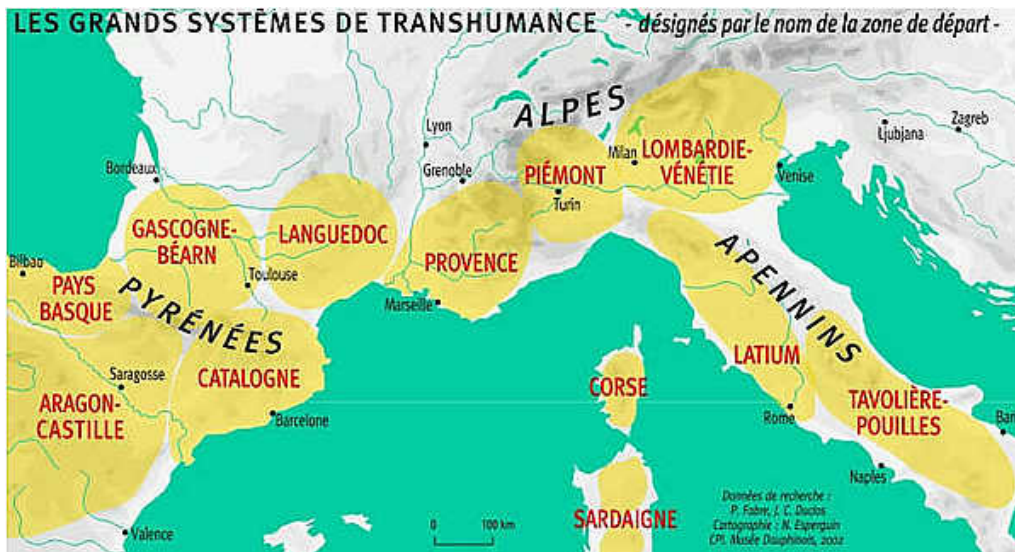 LES GRANDS SYSTÈMES DE TRANSHUMANCE - désignés par le nom de la zone de départ -
ALPES
Lyon
Grenoble
Milan
LOMBARDIE-
VÉNÉTIE
Ljubjana
Zagreb
Bordeaux
PIÉMONT
Turin
Venise
GASCOGNE-
BÉARN
LANGUEDOC
PROVENCE
APENNINS
Bilbao
Toulouse
PAYS
BASQUE
PYRÉNÉES
Marseille
Saragosse
CATALOGNE
CORSE
LATIUM
ARAGON-
CASTILLE
Barcelone
Rome
TAVOLIÈRE-
POUILLES
Bari
Naples
Valence
0 100 km
SARDAIGNE
Données de recherche :
P. Fabre, J. C. Duclos
Cartographie : N. Esperguin
CPI. Musée Dauphinois, 2002